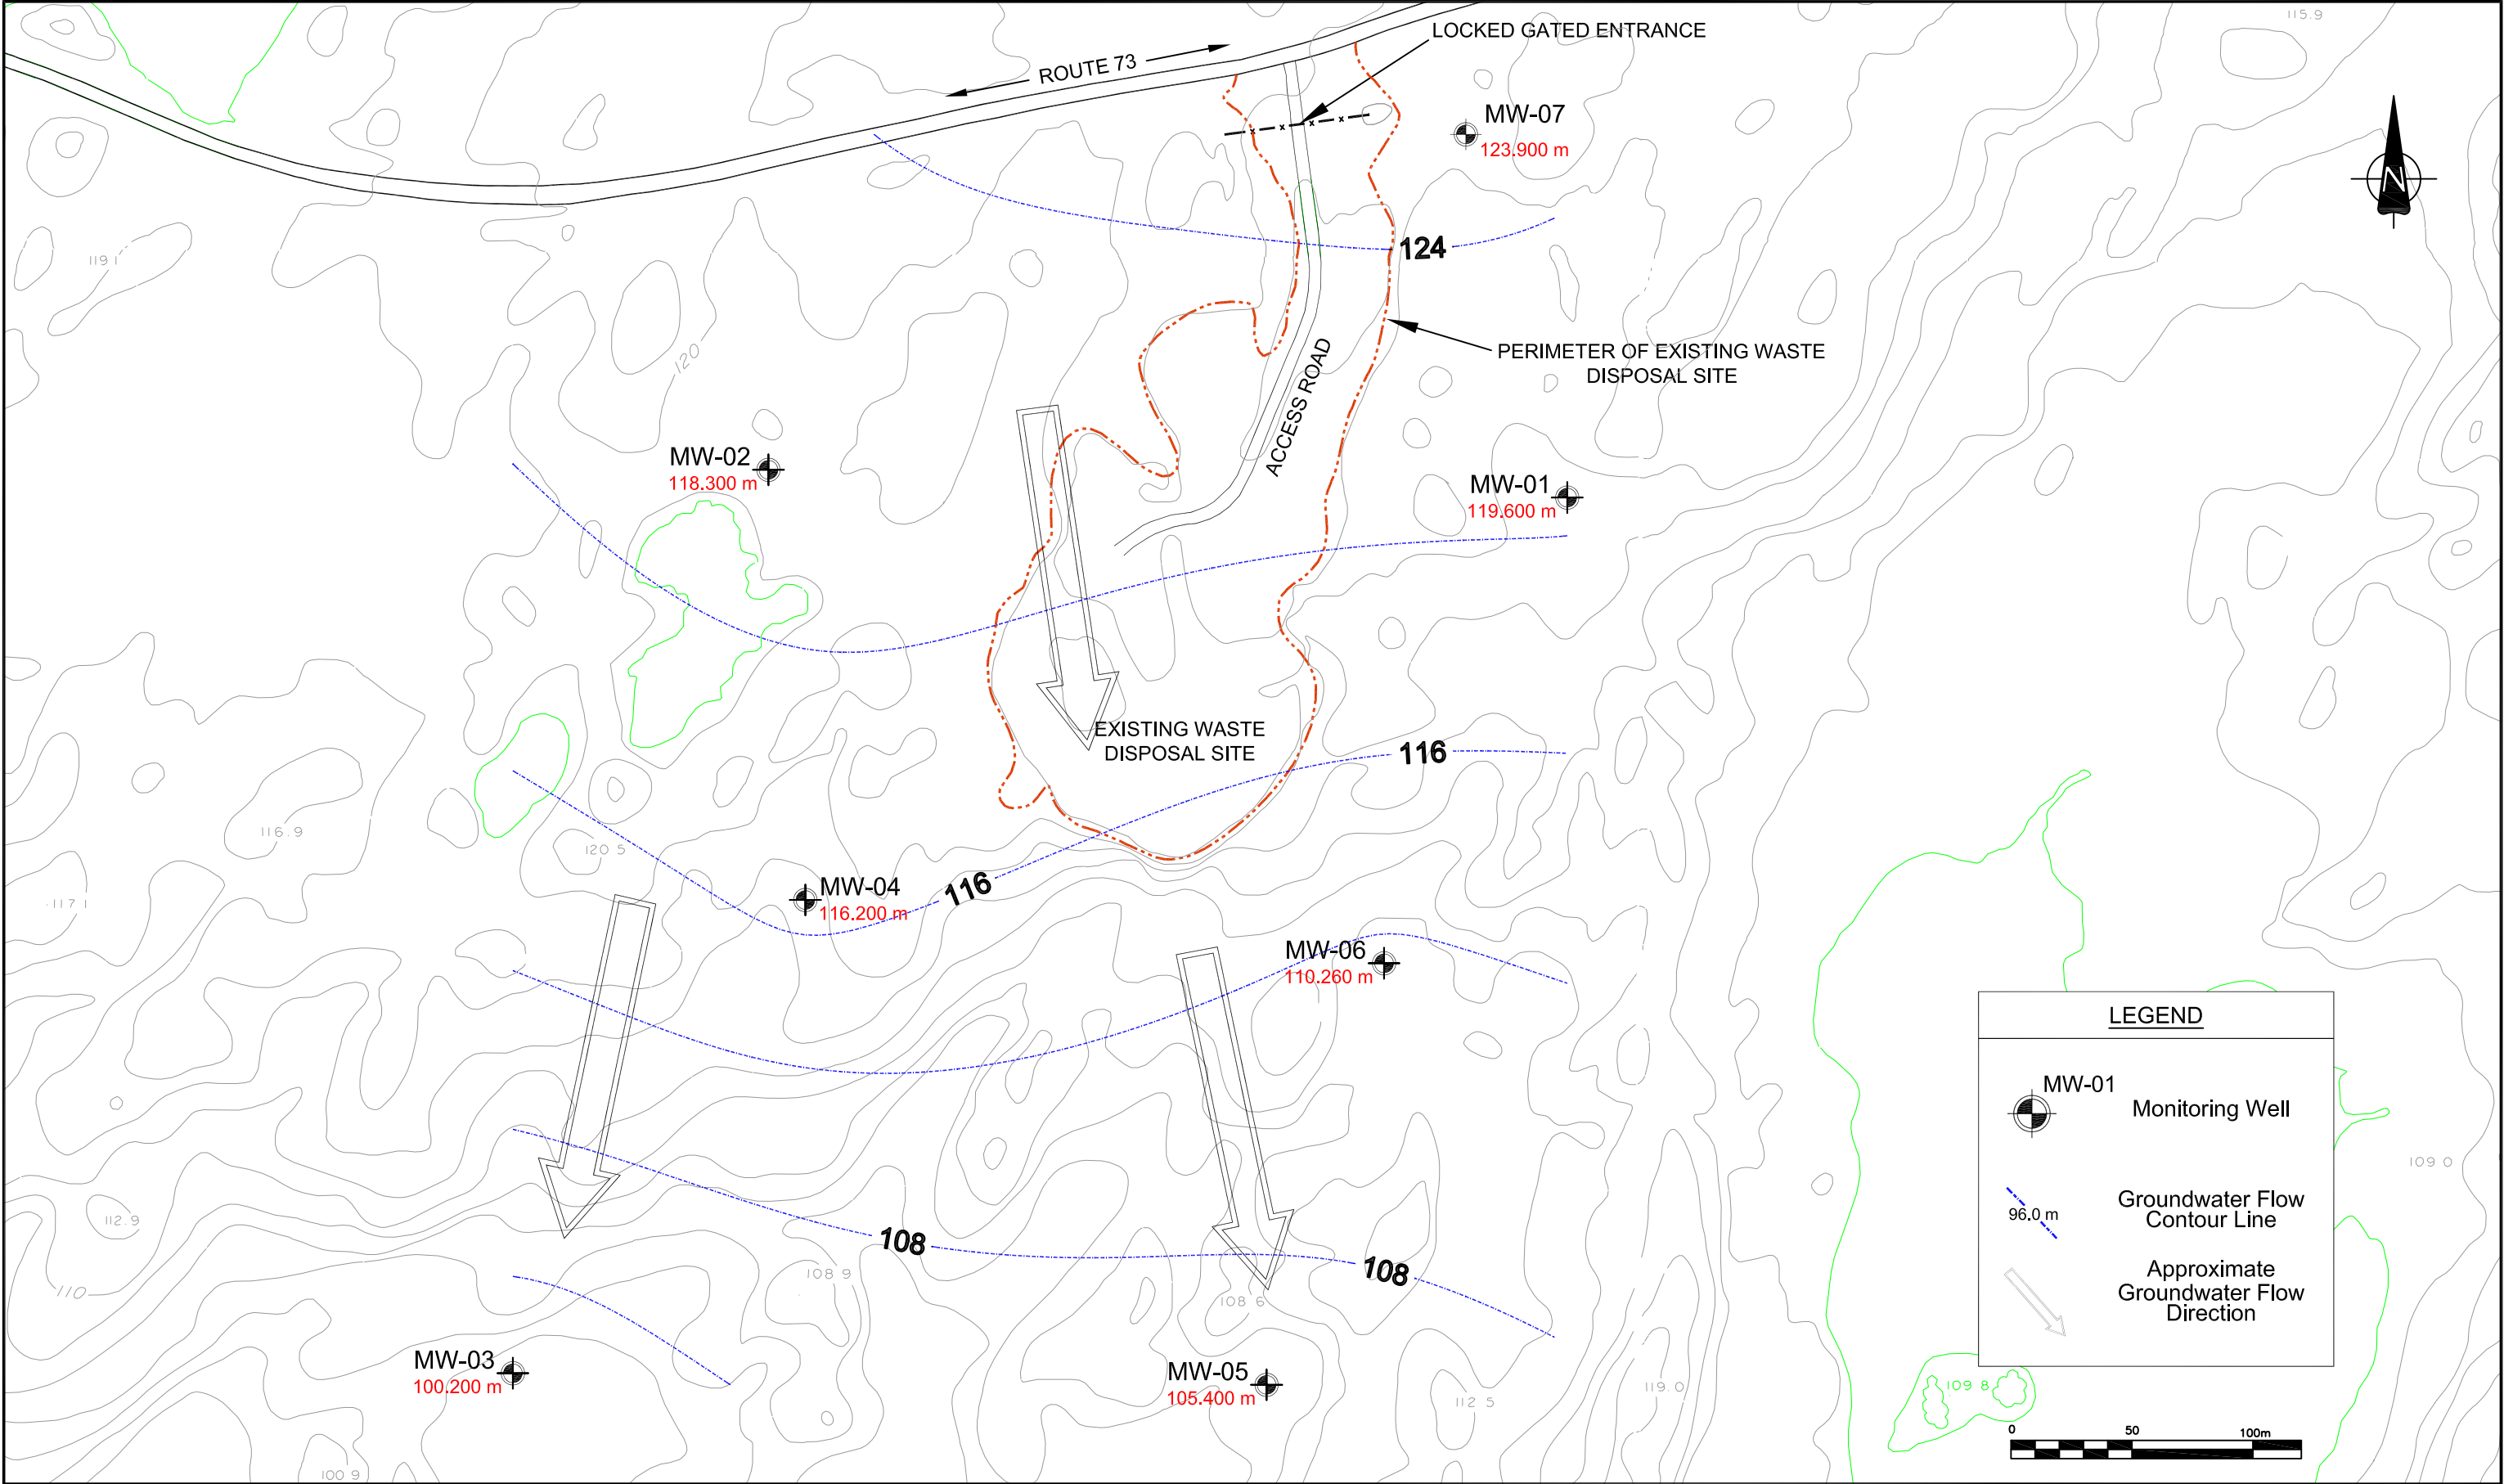 115.9
LOCKED GATED ENTRANCE
ROUTE 73
MW-07
123.900 m
N
119.1
124
120
PERIMETER OF EXISTING WASTE
DISPOSAL SITE
ACCESS ROAD
MW-02
118.300 m
MW-01
119.600 m
EXISTING WASTE
DISPOSAL SITE
116
116.9
120.5
MW-04
116.200 m
116
117.1
MW-06
110.260 m
LEGEND
MW-01
Monitoring Well
96.0 m
Groundwater Flow
Contour Line
Approximate
Groundwater Flow
Direction
109.0
112.9
108
108
110
108.9
108.6
MW-03
100.200 m
MW-05
105.400 m
112.5
119.0
109.8
0
50
100m
100.9